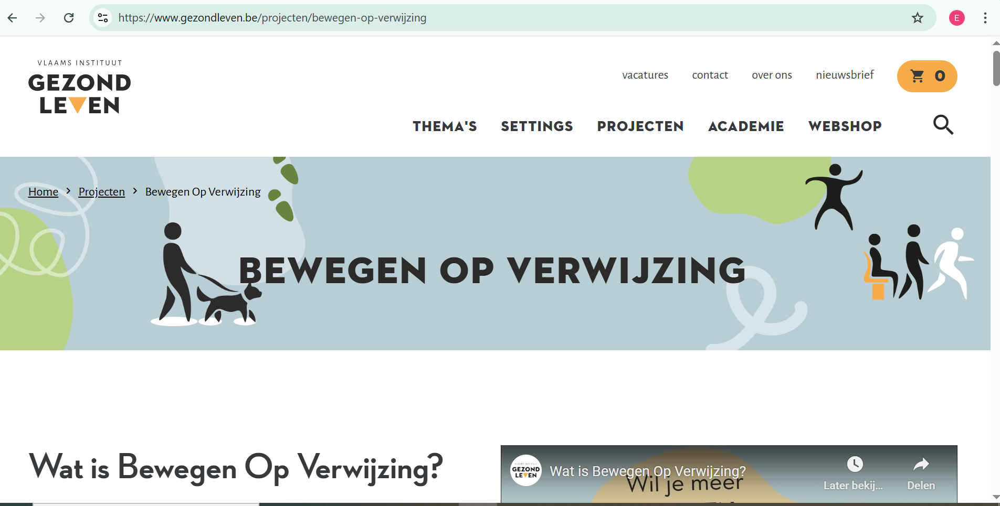 https://www.gezondleven.be/projecten/bewegen-op-verwijzing
E
VLAAMS INSTITUUT
GEZOND
LEVEN
vacatures contact over ons nieuwsbrief 0
THEMA'S SETTINGS PROJECTEN ACADEMIE WEBSHOP
Home > Projecten > Bewegen Op Verwijzing
BEWEGEN OP VERWIJZING
Wat is Bewegen Op Verwijzing?
VLAAMS INSTITUUT
GEZOND
LEVEN
Wat is Bewegen Op Verwijzing?
Wil je meer
Later bekij...
Delen